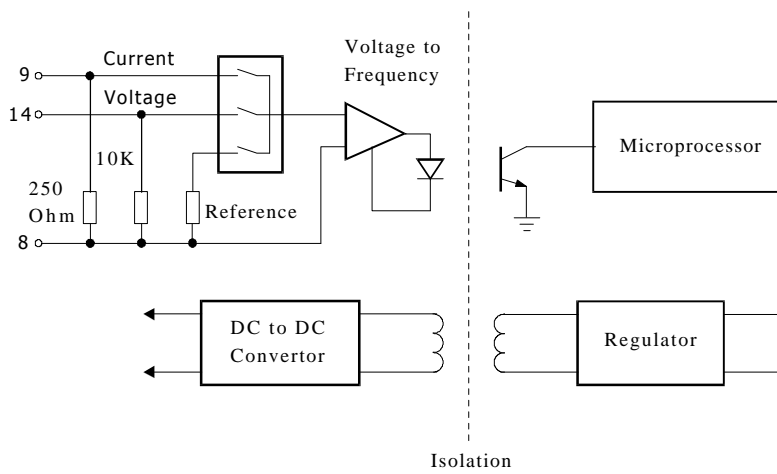 Voltage to
Frequency
9
Current
14
Voltage
10K
Microprocessor
250
Ohm
Reference
8
DC to DC
Convertor
Regulator
Isolation